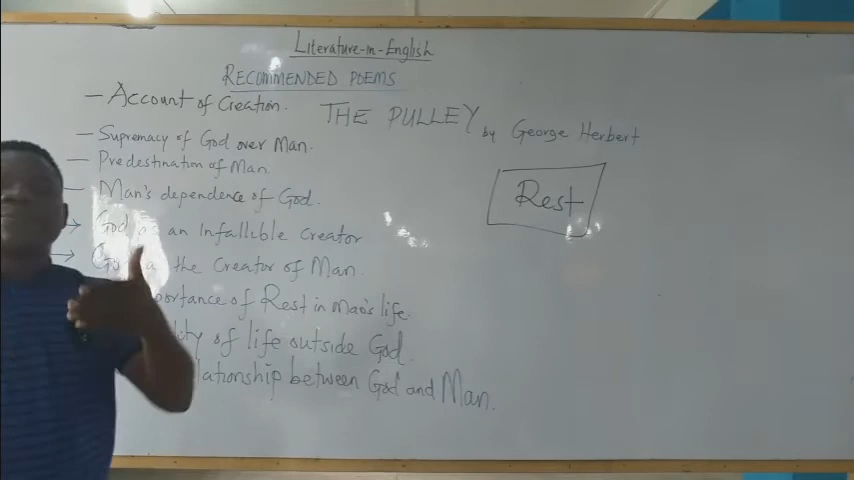 Literature-in-English
RECOMMENDED POEMS
- Account of Creation.
THE PULLEY by George Herbert
- Supremacy of God over Man.
- Predestination of Man.
- Man's dependence of God.
Rest
→ God as an Infallible creator
→ the Creator of Man.
of Rest in Man's life.
of life outside God.
between God and Man.